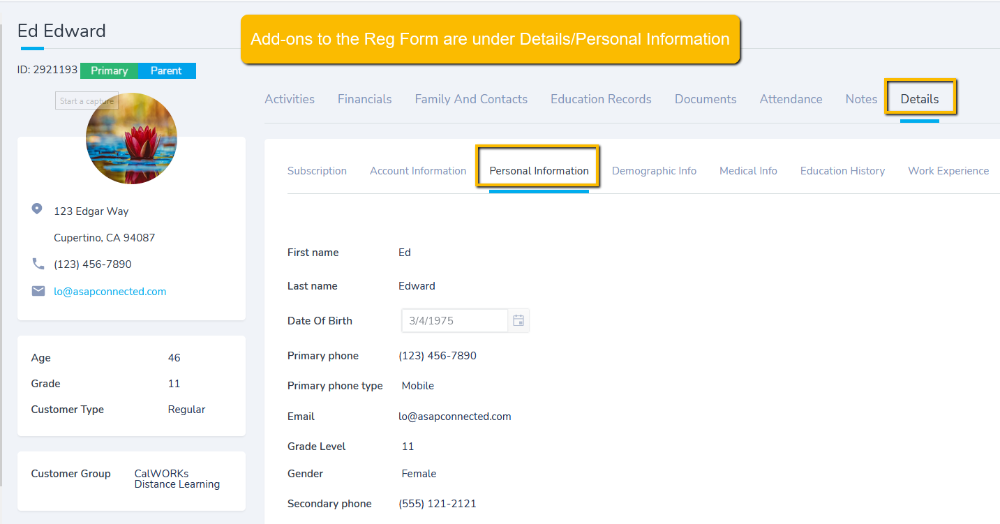 Ed Edward
Add-ons to the Reg Form are under Details/Personal Information
ID: 2921193 Primary Parent
Start a capture
123 Edgar Way
Cupertino, CA 94087
(123) 456-7890
lo@asapconnected.com
Age 46
Grade 11
Customer Type Regular
Customer Group CalWORKs
Distance Learning
Activities Financials Family And Contacts Education Records Documents Attendance Notes Details
Subscription Account Information Personal Information Demographic Info Medical Info Education History Work Experience
First name Ed
Last name Edward
Date Of Birth 3/4/1975
Primary phone (123) 456-7890
Primary phone type Mobile
Email lo@asapconnected.com
Grade Level 11
Gender Female
Secondary phone (555) 121-2121